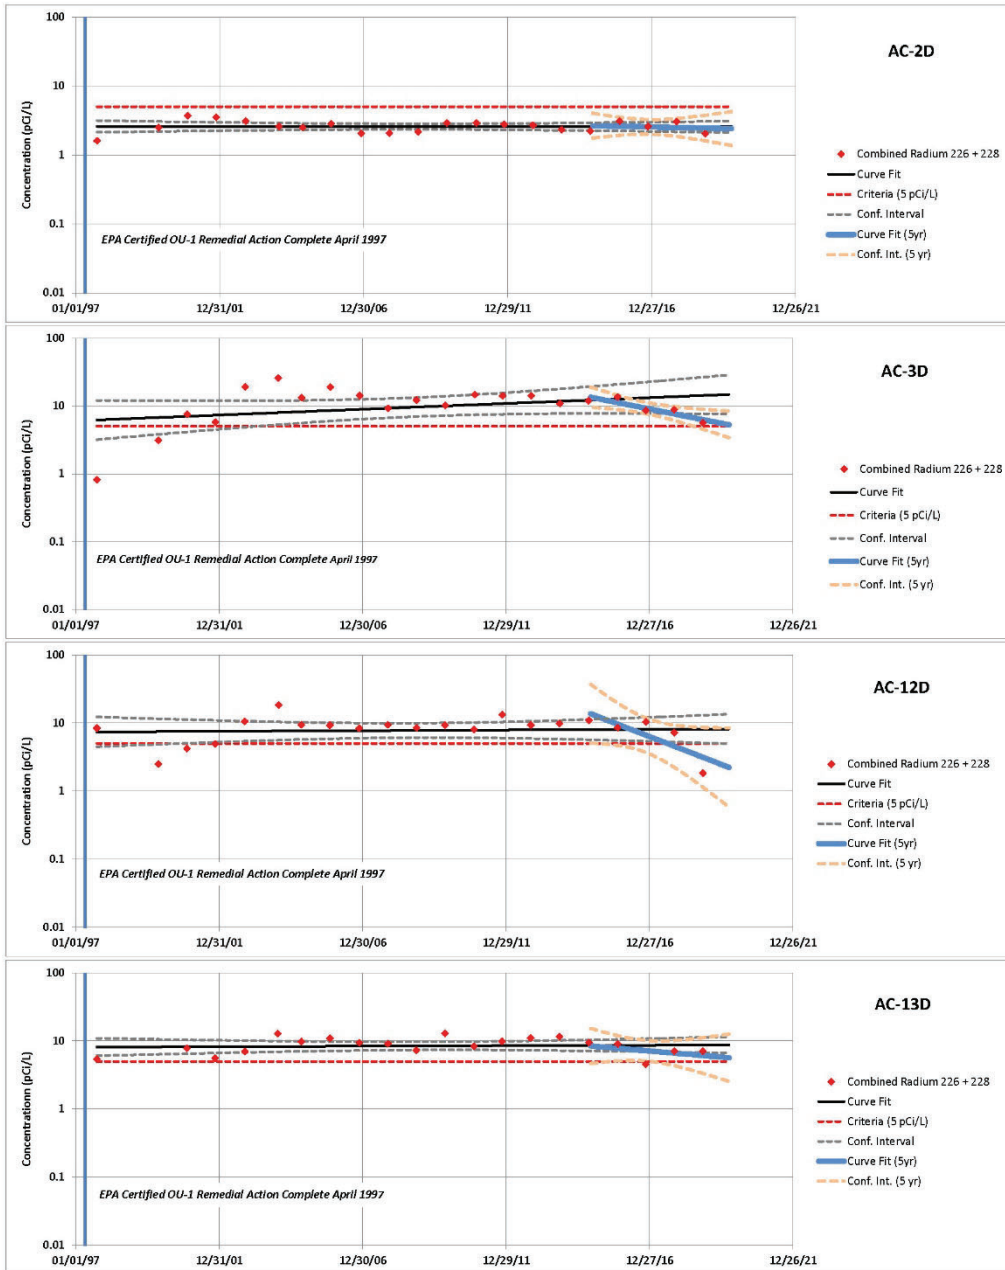 AC-2D
Concentration (pCi/L)
100
10
1
0.1
0.01
EPA Certified OU-1 Remedial Action Complete April 1997
01/01/97 12/31/01 12/30/06 12/29/11 12/27/16 12/26/21
Combined Radium 226 + 228
Curve Fit
Criteria (5 pCi/L)
Conf. Interval
Curve Fit (5yr)
Conf. Int. (5 yr)
AC-3D
Concentration (pCi/L)
100
10
1
0.1
0.01
EPA Certified OU-1 Remedial Action Complete April 1997
01/01/97 12/31/01 12/30/06 12/29/11 12/27/16 12/26/21
Combined Radium 226 + 228
Curve Fit
Criteria (5 pCi/L)
Conf. Interval
Curve Fit (5yr)
Conf. Int. (5 yr)
AC-12D
Concentration (pCi/L)
100
10
1
0.1
0.01
EPA Certified OU-1 Remedial Action Complete April 1997
01/01/97 12/31/01 12/30/06 12/29/11 12/27/16 12/26/21
Combined Radium 226 + 228
Curve Fit
Criteria (5 pCi/L)
Conf. Interval
Curve Fit (5yr)
Conf. Int. (5 yr)
AC-13D
Concentrationn (pCi/L)
100
10
1
0.1
0.01
EPA Certified OU-1 Remedial Action Complete April 1997
01/01/97 12/31/01 12/30/06 12/29/11 12/27/16 12/26/21
Combined Radium 226 + 228
Curve Fit
Criteria (5 pCi/L)
Conf. Interval
Curve Fit (5yr)
Conf. Int. (5 yr)